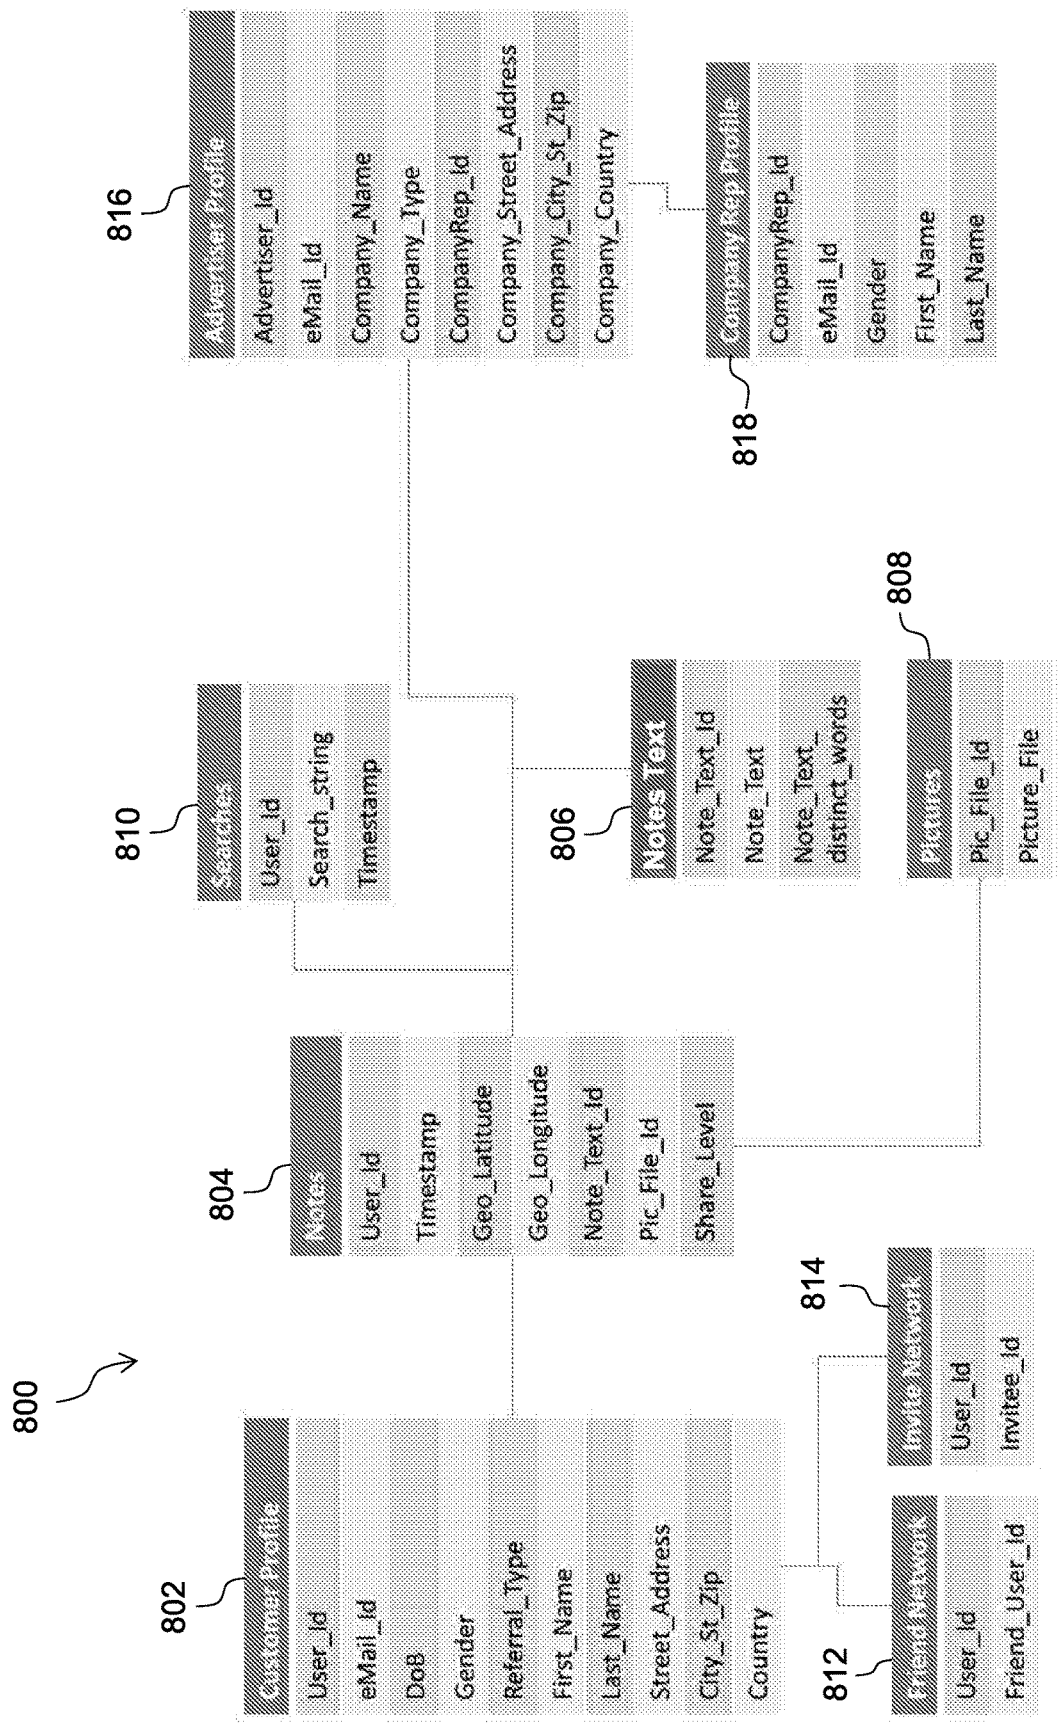 800
802
Customer Profile
User_Id
eMail_Id
DoB
Gender
Referral_Type
First_Name
Last_Name
Street_Address
City_St_Zip
Country
812
Friend Network
User_Id
Friend_User_Id
814
Invite Network
User_Id
Invitee_Id
804
Notes
User_Id
Timestamp
Geo_Latitude
Geo_Longitude
Note_Text_Id
Pic_File_Id
Share_Level
810
Searches
User_Id
Search_string
Timestamp
806
Notes Text
Note_Text_Id
Note_Text
Note_Text_
distinct_words
808
Pictures
Pic_File_Id
Picture_File
816
Advertiser Profile
Advertiser_Id
eMail_Id
Company_Name
Company_Type
CompanyRep_Id
Company_Street_Address
Company_City_St_Zip
Company_Country
818
Company Rep Profile
CompanyRep_Id
eMail_Id
Gender
First_Name
Last_Name